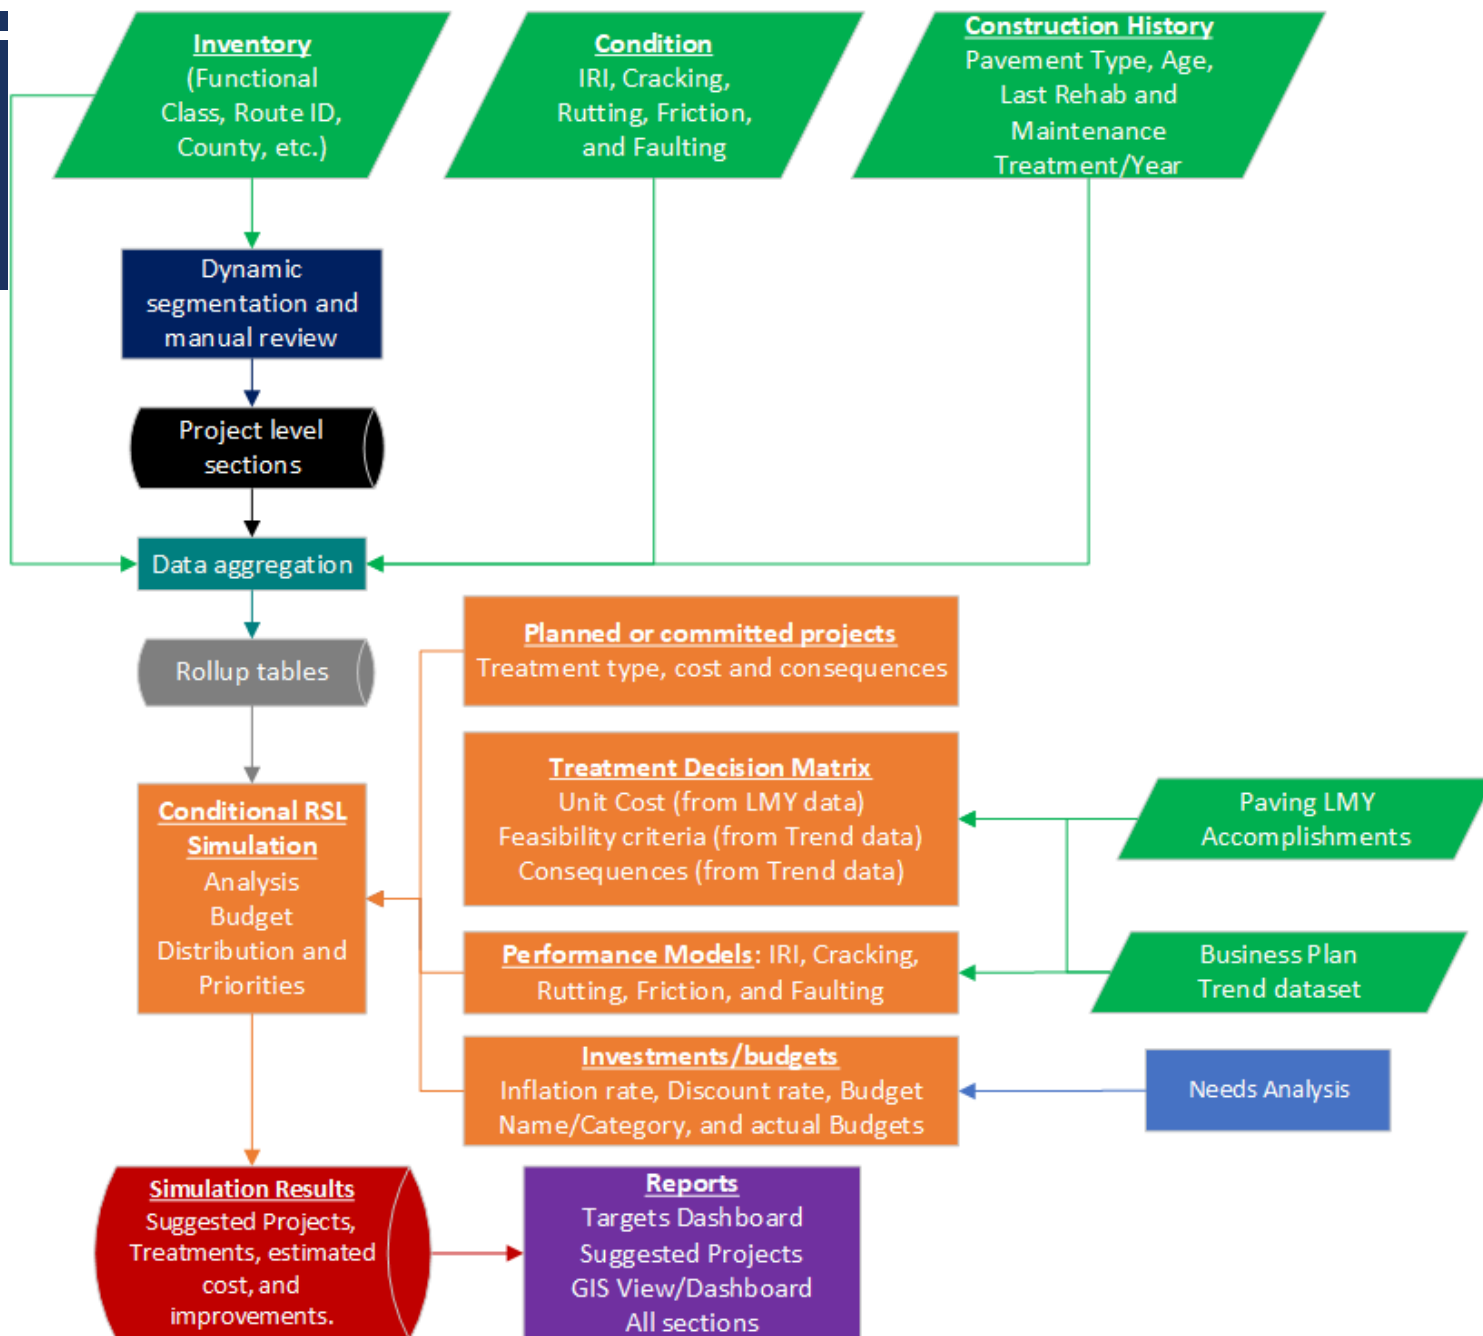 Inventory
(Functional
Class, Route ID,
County, etc.)
Condition
IRI, Cracking,
Rutting, Friction,
and Faulting
Construction History
Pavement Type, Age,
Last Rehab and
Maintenance
Treatment/Year
Dynamic
segmentation and
manual review
Project level
sections
Data aggregation
Rollup tables
Planned or committed projects
Treatment type, cost and consequences
Treatment Decision Matrix
Unit Cost (from LMY data)
Feasibility criteria (from Trend data)
Consequences (from Trend data)
Paving LMY
Accomplishments
Conditional RSL
Simulation
Analysis
Budget
Distribution and
Priorities
Performance Models: IRI, Cracking,
Rutting, Friction, and Faulting
Business Plan
Trend dataset
Investments/budgets
Inflation rate, Discount rate, Budget
Name/Category, and actual Budgets
Needs Analysis
Simulation Results
Suggested Projects,
Treatments, estimated
cost, and
improvements.
Reports
Targets Dashboard
Suggested Projects
GIS View/Dashboard
All sections